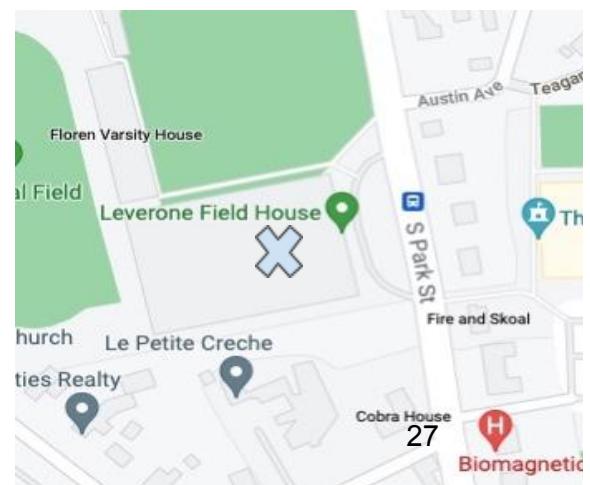 Austin Ave
Teagar
Floren Varsity House
al Field
Leverone Field House
Th
S Park St
Fire and Skoal
hurch
Le Petite Creche
ties Realty
Cobra House
27
H
Biomagnetic